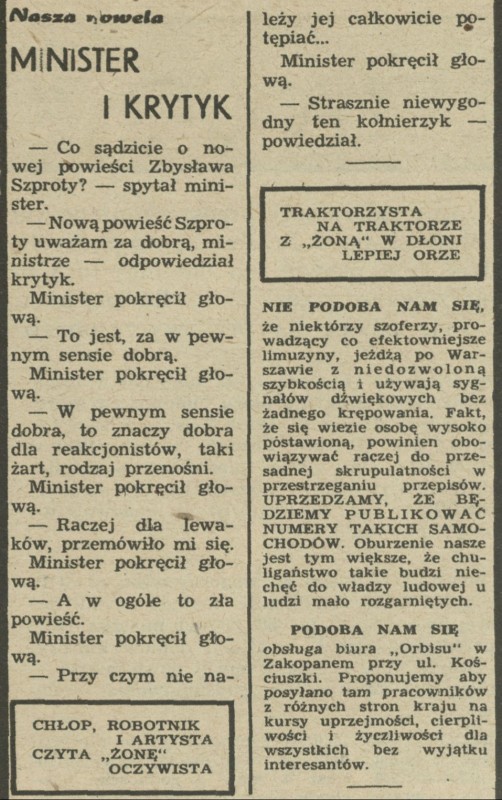 Nasza nowela
MINISTER
I KRYTYK
— Co sądzicie o no-
wej powieści Zbysława
Szproty? — spytał mini-
ster.
— Nową powieść Szpro-
ty uważam za dobrą, mi-
nistrze — odpowiedział
krytyk.
Minister pokręcił gło-
wą.
— To jest, za w pew-
nym sensie dobrą.
Minister pokręcił gło-
wą.
— W pewnym sensie
dobra, to znaczy dobra
dla reakcjonistów, taki
żart, rodzaj przenośni.
Minister pokręcił gło-
wą.
— Raczej dla lewa-
ków, przemówiło mi się.
Minister pokręcił gło-
wą.
— A w ogóle to zła
powieść.
Minister pokręcił gło-
wą.
— Przy czym nie na-
leży jej całkowicie po-
tępiać...
Minister pokręcił gło-
wą.
— Strasznie niewygo-
dny ten kołnierzyk —
powiedział.
CHŁOP, ROBOTNIK
I ARTYSTA
CZYTA „ŻONĘ"
OCZYWISTA
TRAKTORZYSTA
NA TRAKTORZE
Z „ŻONĄ" W DŁONI
LEPIEJ ORZE
NIE PODOBA NAM SIĘ,
że niektórzy szoferzy, pro-
wadzący co efektowniejsze
limuzyny, jeżdżą po War-
szawie z niedozwoloną
szybkością i używają syg-
nałów dźwiękowych bez
żadnego krępowania. Fakt,
że się wiezie osobę wysoko
postawioną, powinien obo-
wiązywać raczej do prze-
sadnej skrupulatności w
przestrzeganiu przepisów.
UPRZEDZAMY, ŻE BĘ-
DZIEMY PUBLIKOWAĆ
NUMERY TAKICH SAMO-
CHODÓW. Oburzenie nasze
jest tym większe, że chu-
ligaństwo takie budzi nie-
chęć do władzy ludowej u
ludzi mało rozgarniętych.
PODOBA NAM SIĘ
obsługa biura „Orbisu" w
Zakopanem przy ul. Koś-
ciuszki. Proponujemy aby
posyłano tam pracowników
z różnych stron kraju na
kursy uprzejmości, cierpli-
wości i życzliwości dla
wszystkich bez wyjątku
interesantów.